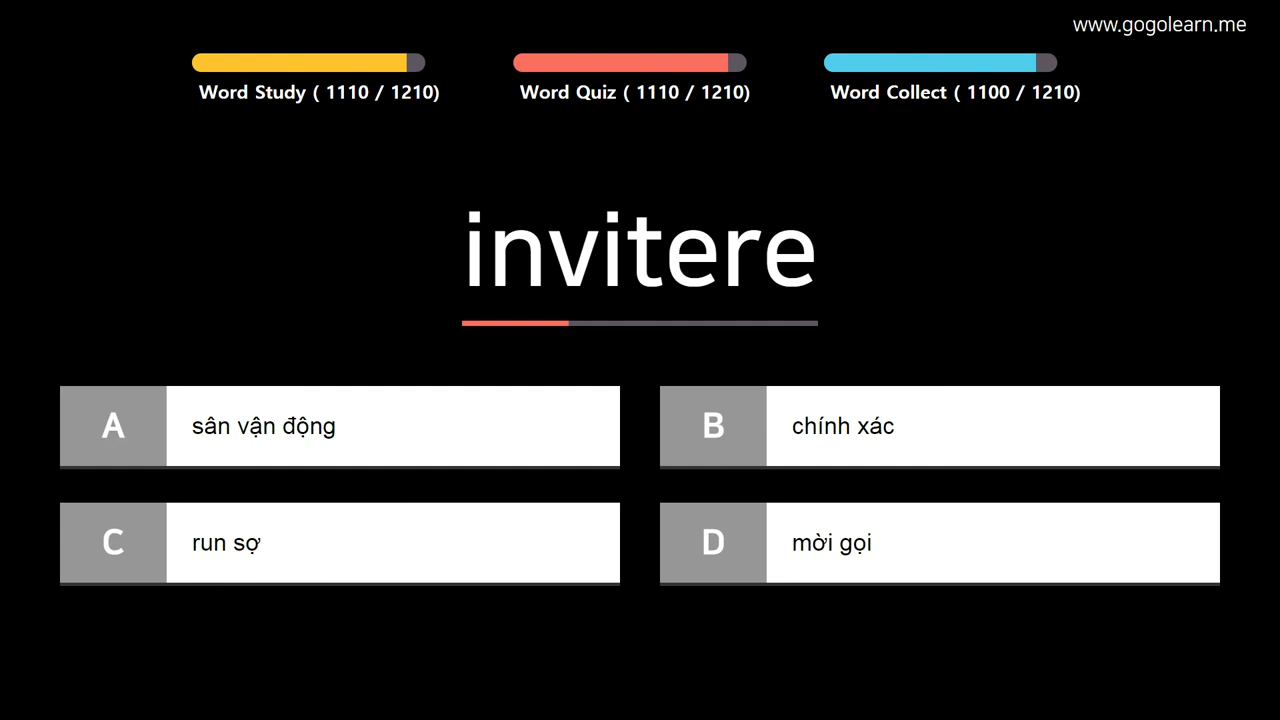 www.gogolearn.me
Word Study ( 1110 / 1210)
Word Quiz ( 1110 / 1210)
Word Collect ( 1100 / 1210)
invitere
A
sân vận động
B
chính xác
C
run sợ
D
mời gọi